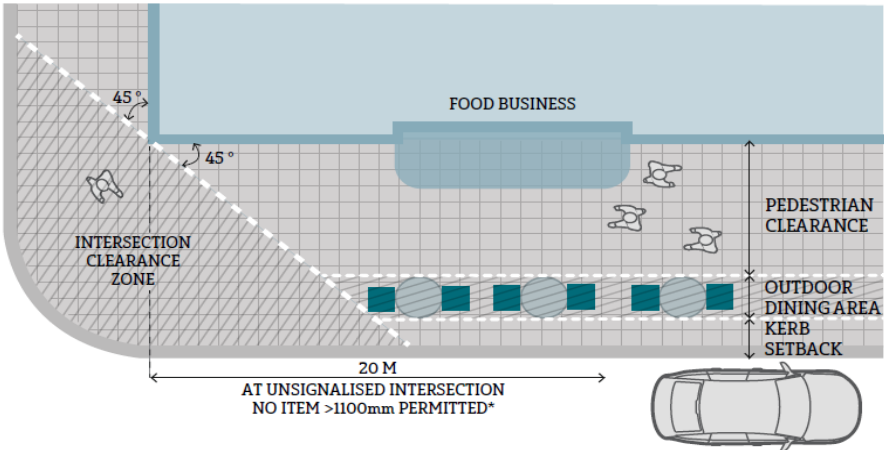 FOOD BUSINESS
45 °
45 °
PEDESTRIAN
CLEARANCE
INTERSECTION
CLEARANCE
ZONE
OUTDOOR
DINING AREA
KERB
SETBACK
20 M
AT UNSIGNALISED INTERSECTION
NO ITEM >1100mm PERMITTED*